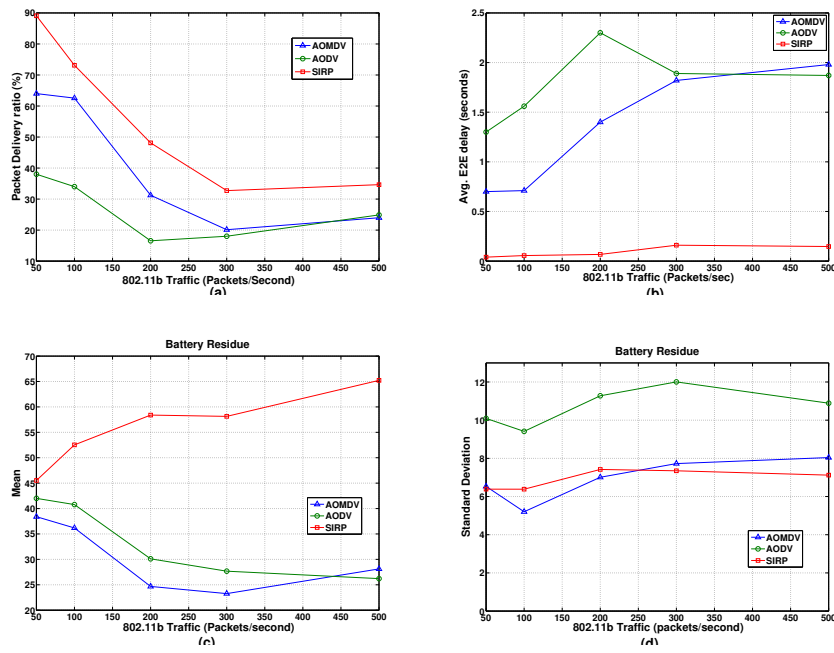 90
80
70
60
50
40
30
20
10
Packet Delivery ratio (%)
AOMDV
AODV
SIRP
50 100 150 200 250 300 350 400 450 500
802.11b Traffic (Packets/Second)
(a)
2.5
2
1.5
1
0.5
0
Avg. E2E delay (seconds)
AOMDV
AODV
SIRP
50 100 150 200 250 300 350 400 450 500
802.11b Traffic (Packets/sec)
(b)
Battery Residue
70
65
60
55
50
45
40
35
30
25
20
Mean
AOMDV
AODV
SIRP
50 100 150 200 250 300 350 400 450 500
802.11b Traffic (Packets/second)
(c)
Battery Residue
12
10
8
6
4
2
0
Standard Deviation
AOMDV
AODV
SIRP
50 100 150 200 250 300 350 400 450 500
802.11b Traffic (packets/second)
(d)